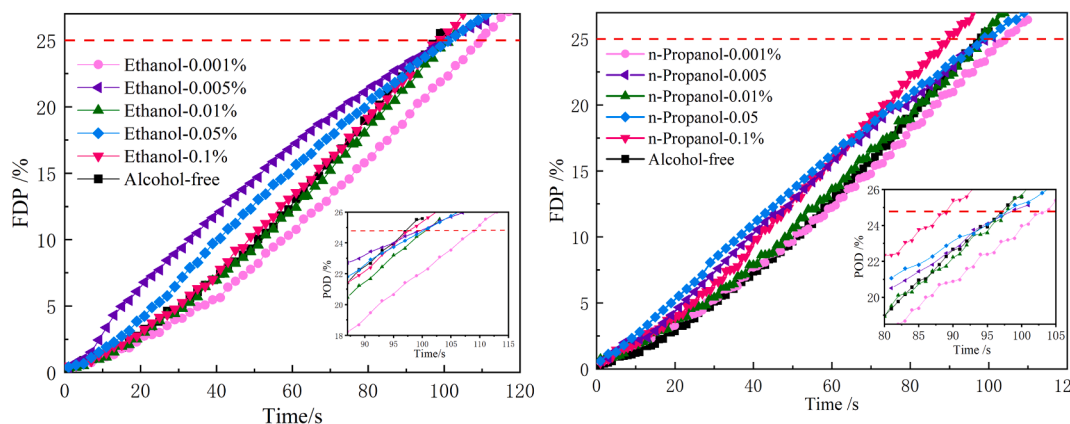 FDP /%
25
20
15
10
5
0
Ethanol-0.001%
Ethanol-0.005%
Ethanol-0.01%
Ethanol-0.05%
Ethanol-0.1%
Alcohol-free
0 20 40 60 80 100 120
Time/s
POD /%
26
24
22
20
18
90 95 100 105 110 115
Time/s
FDP /%
25
20
15
10
5
0
n-Propanol-0.001%
n-Propanol-0.005
n-Propanol-0.01%
n-Propanol-0.05
n-Propanol-0.1%
Alcohol-free
0 20 40 60 80 100 120
Time /s
POD /%
26
24
22
20
80 85 90 95 100 105
Time /s